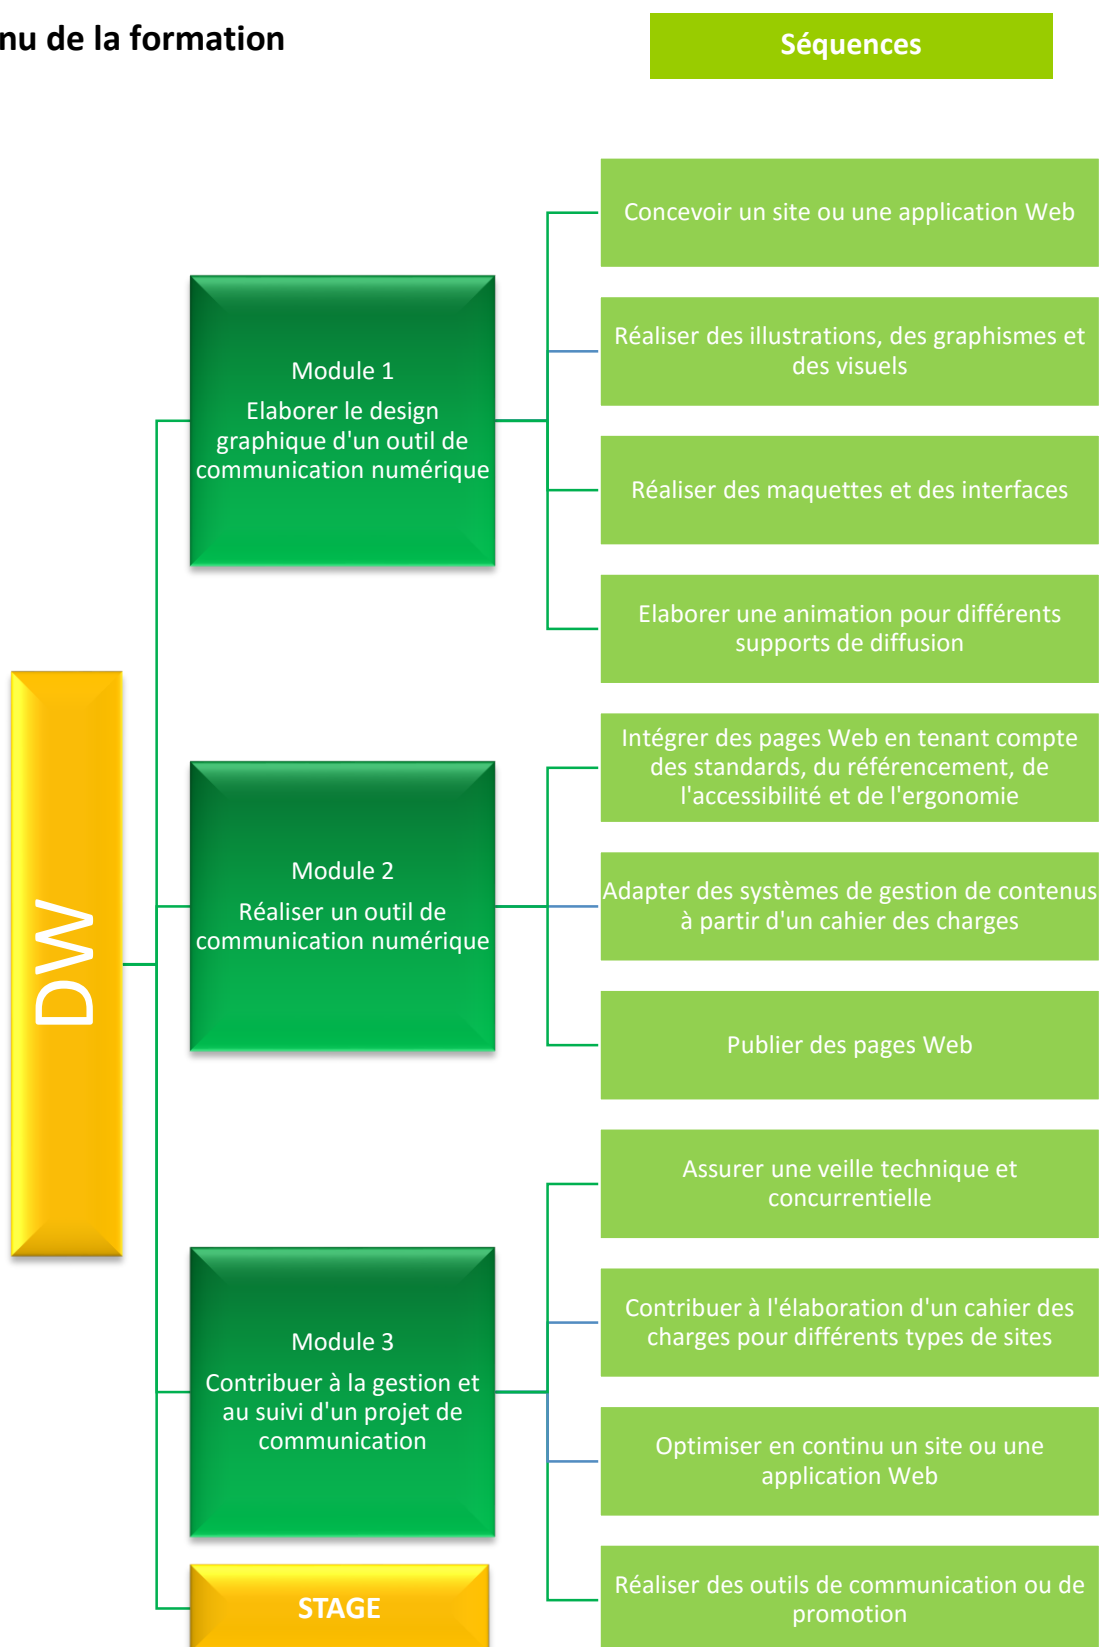 nu de la formation
Séquences
DW
Module 1
Elaborer le design
graphique d'un outil de
communication numérique
Concevoir un site ou une application Web
Réaliser des illustrations, des graphismes et
des visuels
Réaliser des maquettes et des interfaces
Elaborer une animation pour différents
supports de diffusion
Module 2
Réaliser un outil de
communication numérique
Intégrer des pages Web en tenant compte
des standards, du référencement, de
l'accessibilité et de l'ergonomie
Adapter des systèmes de gestion de contenus
à partir d'un cahier des charges
Publier des pages Web
Module 3
Contribuer à la gestion et
au suivi d'un projet de
communication
Assurer une veille technique et
concurrentielle
Contribuer à l'élaboration d'un cahier des
charges pour différents types de sites
Optimiser en continu un site ou une
application Web
Réaliser des outils de communication ou de
promotion
STAGE